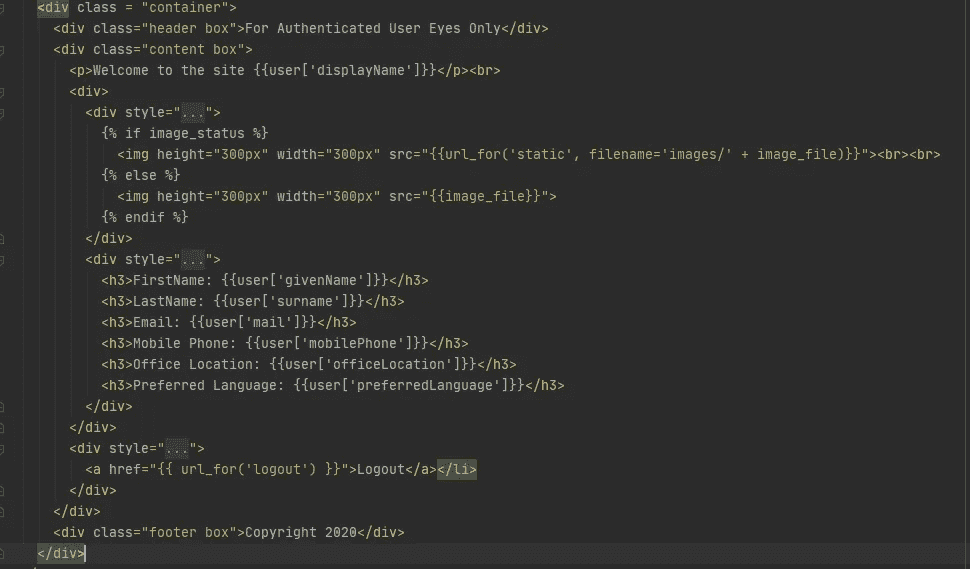 <div class = "container">
<div class="header box">For Authenticated User Eyes Only</div>
<div class="content box">
<p>Welcome to the site {{user['displayName']}}</p><br>
<div>
<div style="...">
{% if image_status %}
<img height="300px" width="300px" src="{{url_for('static', filename='images/' + image_file)}}"><br><br>
{% else %}
<img height="300px" width="300px" src="{{image_file}}">
{% endif %}
</div>
<div style="...">
<h3>FirstName: {{user['givenName']}}</h3>
<h3>LastName: {{user['surname']}}</h3>
<h3>Email: {{user['mail']}}</h3>
<h3>Mobile Phone: {{user['mobilePhone']}}</h3>
<h3>Office Location: {{user['officeLocation']}}</h3>
<h3>Preferred Language: {{user['preferredLanguage']}}</h3>
</div>
</div>
<div style="...">
<a href="{{ url_for('logout') }}">Logout</a></li>
</div>
</div>
<div class="footer box">Copyright 2020</div>
</div>